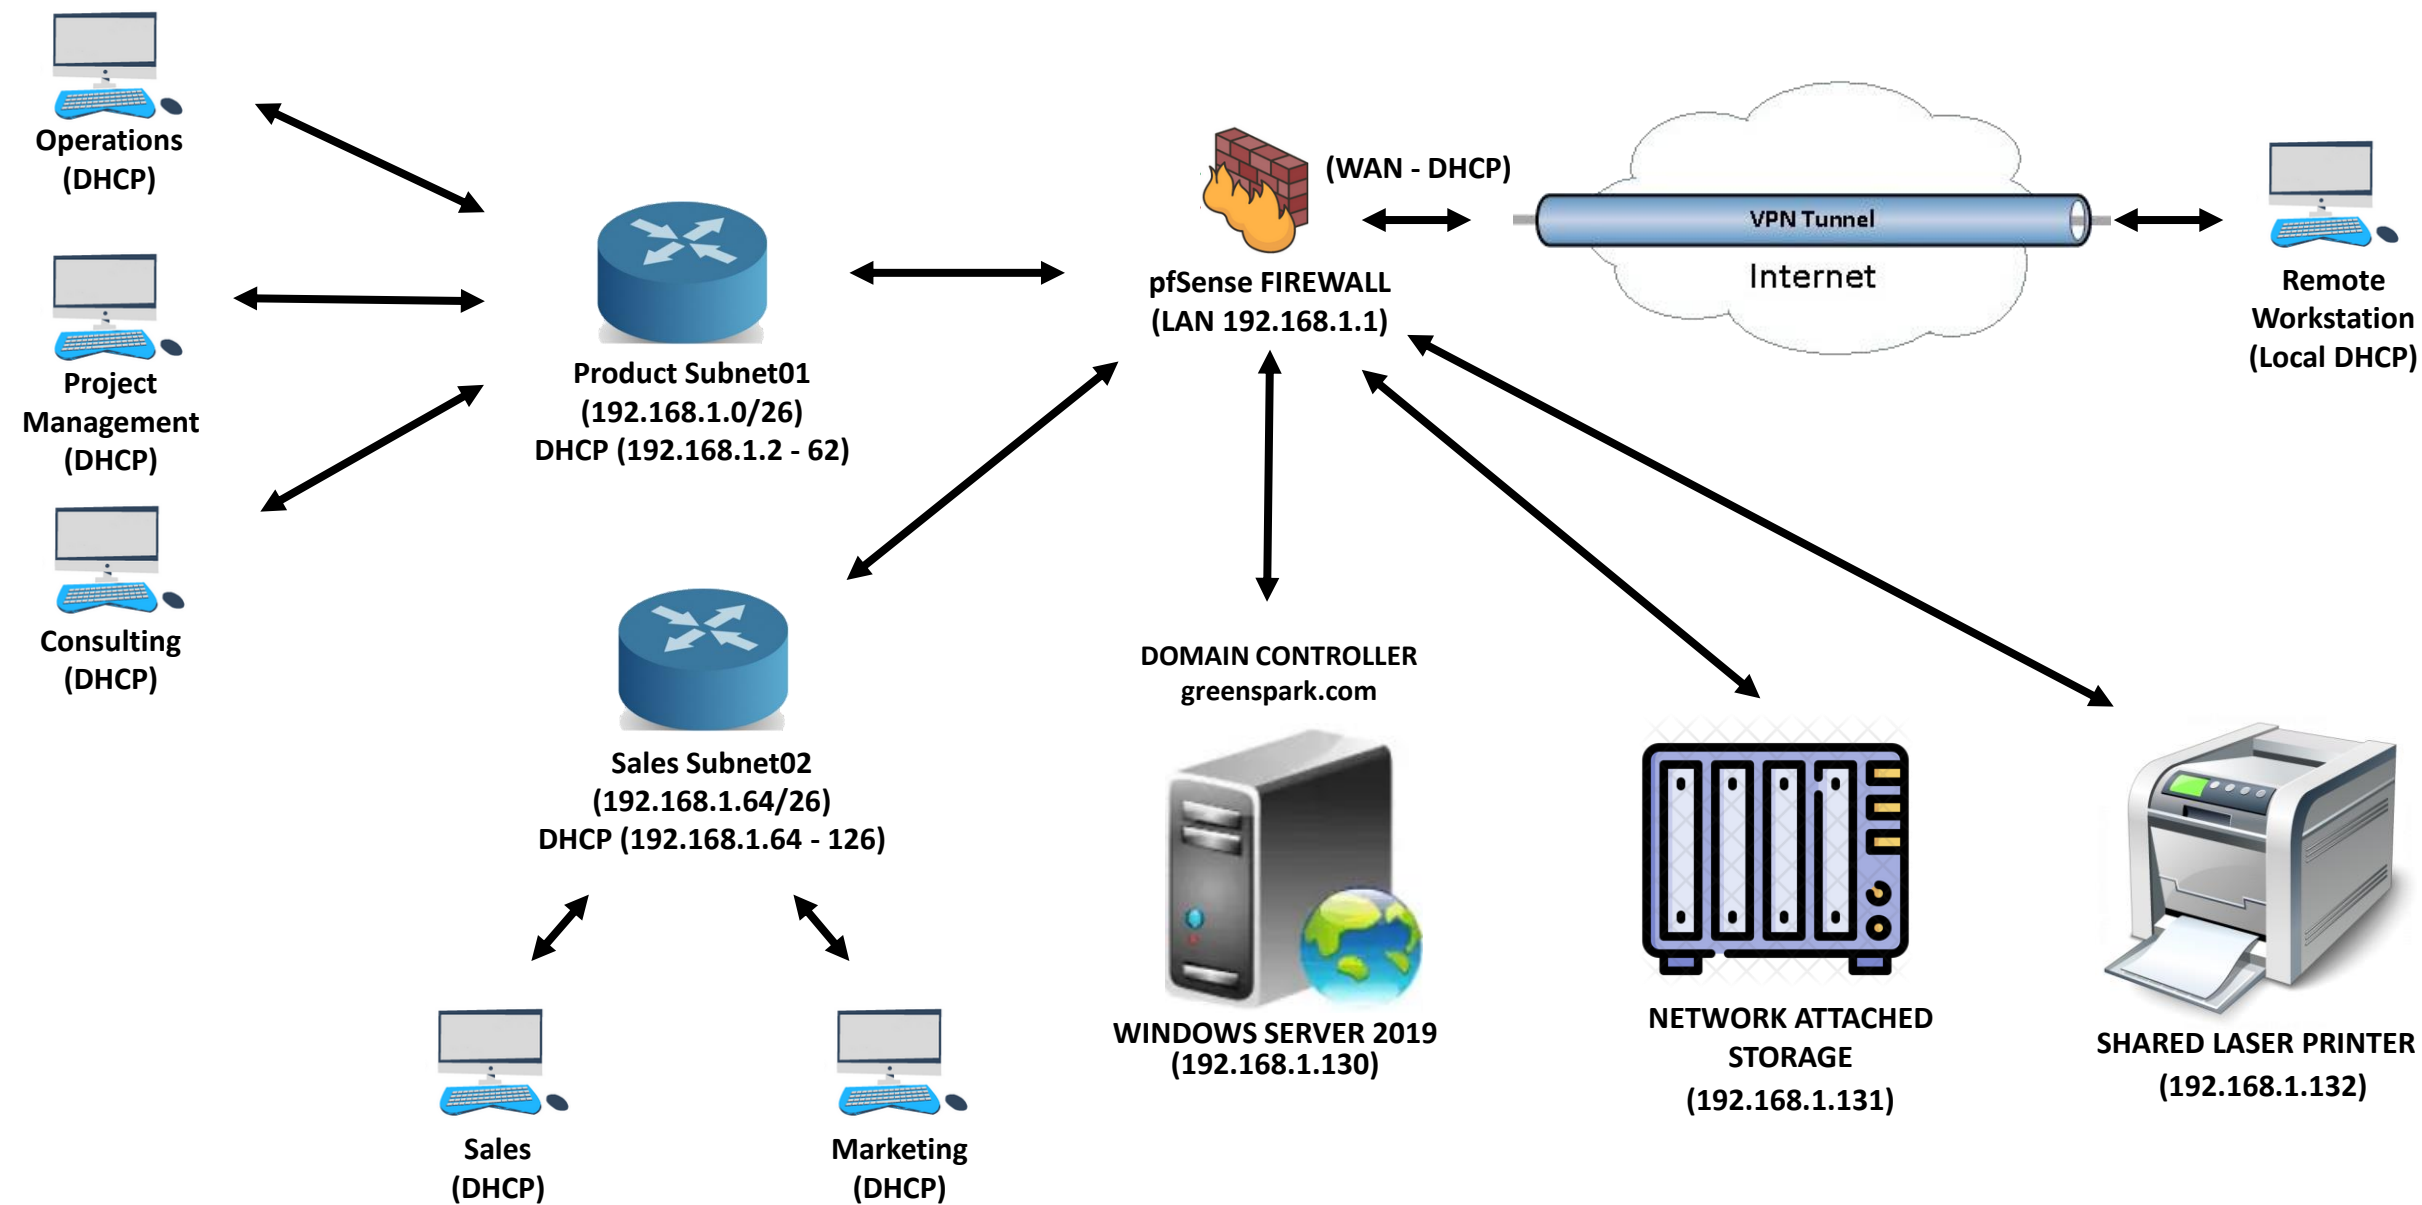 Operations
(DHCP)
Project
Management
(DHCP)
Consulting
(DHCP)
Product Subnet01
(192.168.1.0/26)
DHCP (192.168.1.2 - 62)
Sales Subnet02
(192.168.1.64/26)
DHCP (192.168.1.64 - 126)
Sales
(DHCP)
Marketing
(DHCP)
(WAN - DHCP)
pfSense FIREWALL
(LAN 192.168.1.1)
VPN Tunnel
Internet
Remote
Workstation
(Local DHCP)
DOMAIN CONTROLLER
greenspark.com
WINDOWS SERVER 2019
(192.168.1.130)
NETWORK ATTACHED
STORAGE
(192.168.1.131)
SHARED LASER PRINTER
(192.168.1.132)